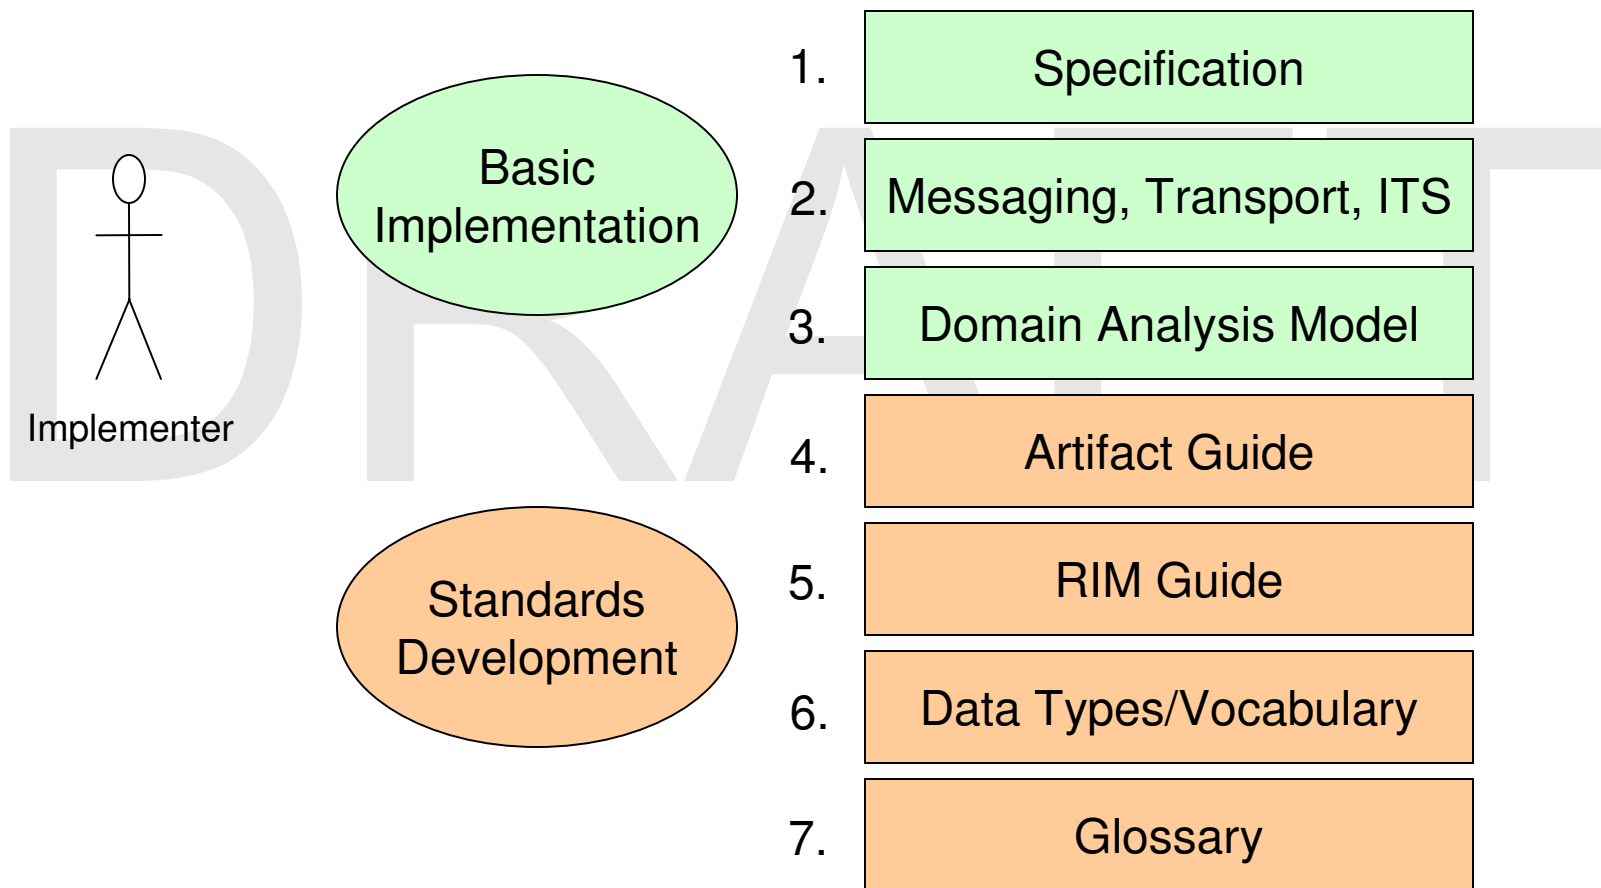 DRAFT
Implementer
Basic
Implementation
Standards
Development
1. Specification
2. Messaging, Transport, ITS
3. Domain Analysis Model
4. Artifact Guide
5. RIM Guide
6. Data Types/Vocabulary
7. Glossary